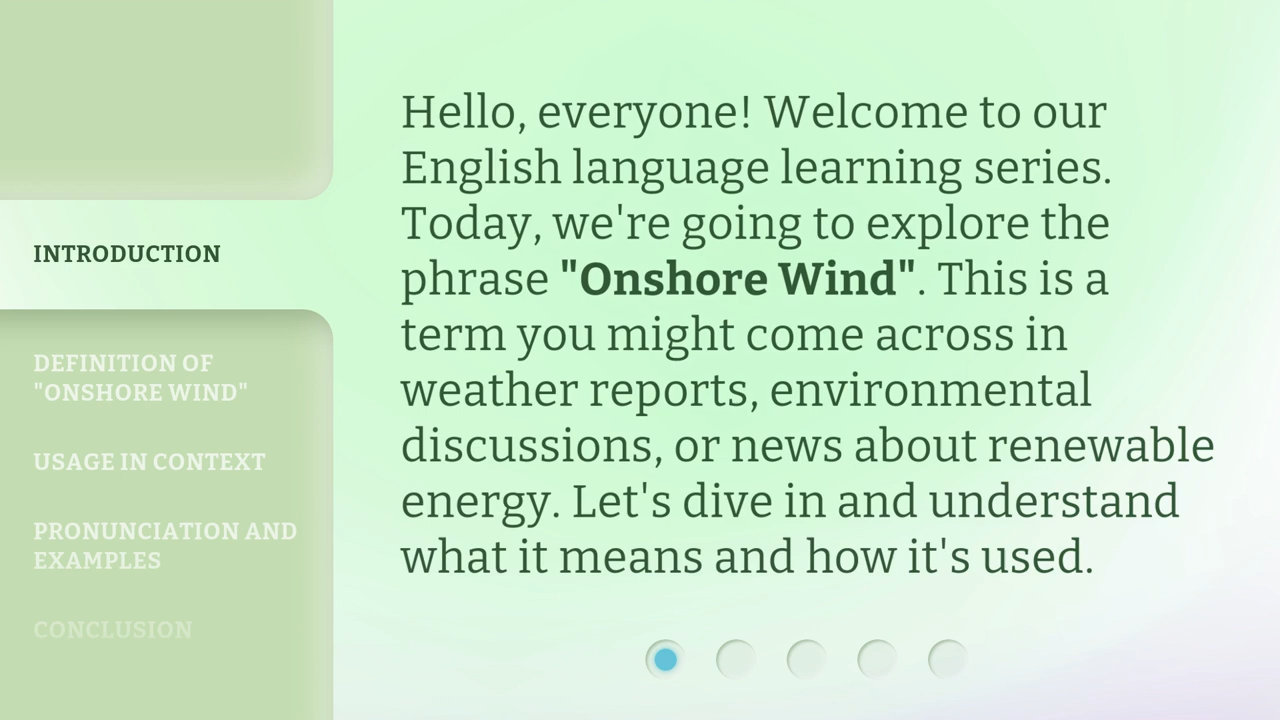 INTRODUCTION
DEFINITION OF
"ONSHORE WIND"
USAGE IN CONTEXT
PRONUNCIATION AND
EXAMPLES
CONCLUSION
Hello, everyone! Welcome to our
English language learning series.
Today, we're going to explore the
phrase "Onshore Wind". This is a
term you might come across in
weather reports, environmental
discussions, or news about renewable
energy. Let's dive in and understand
what it means and how it's used.